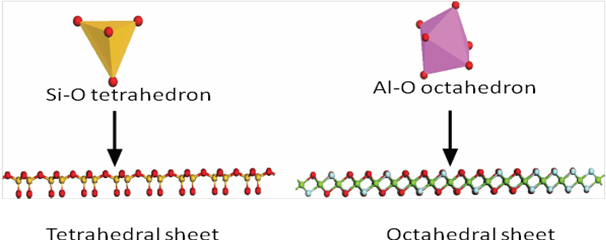 Si-O tetrahedron
Al-O octahedron
Tetrahedral sheet
Octahedral sheet